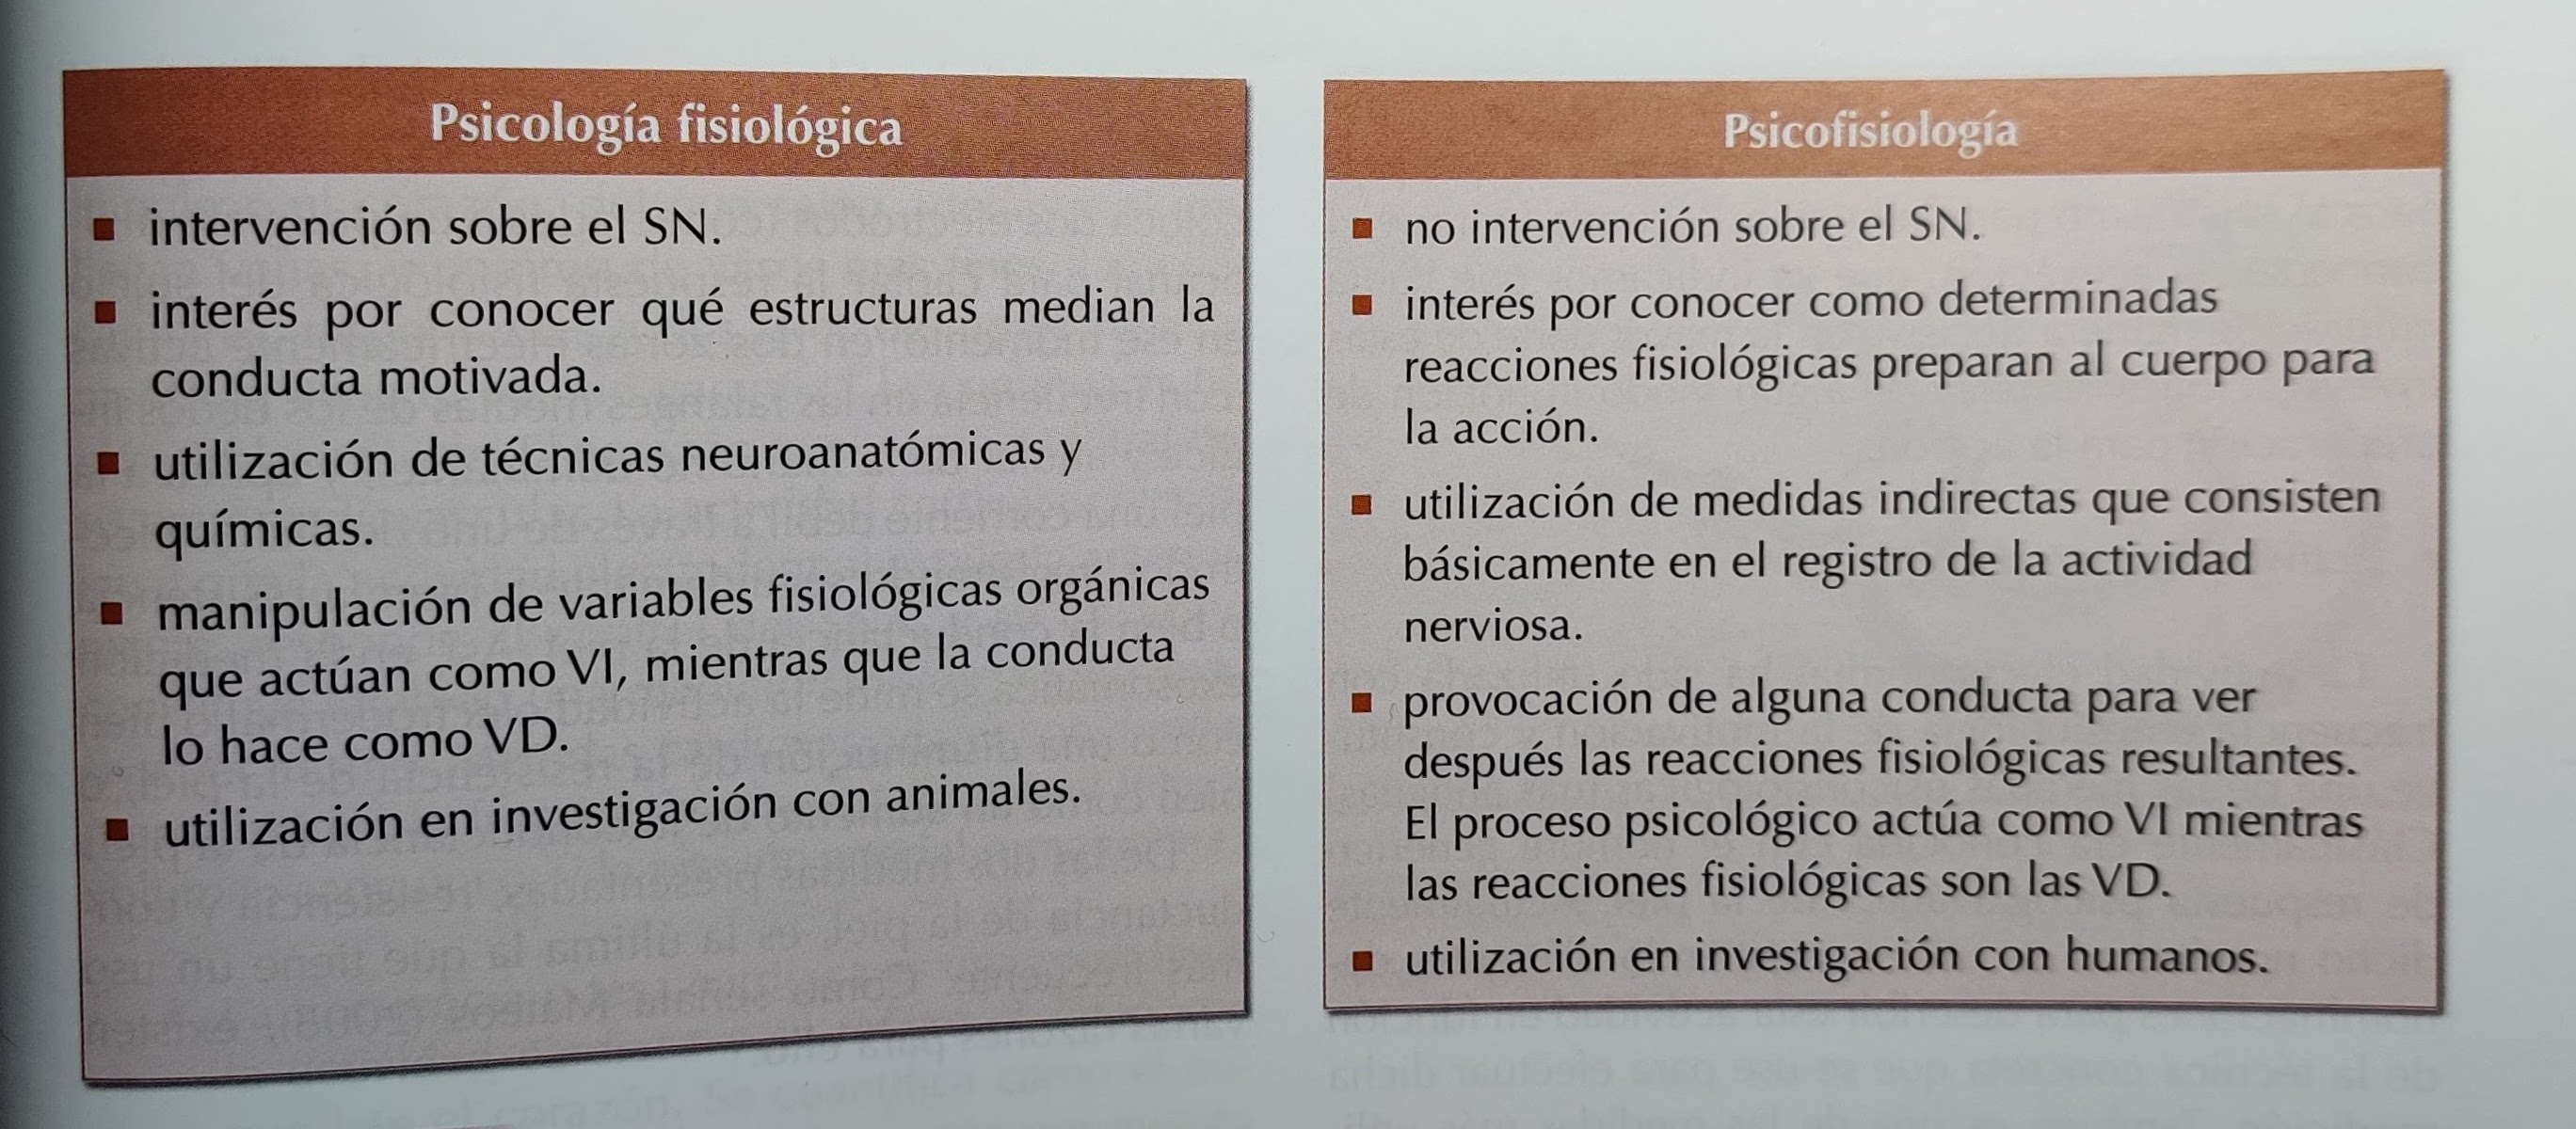 Psicología fisiológica
▪ intervención sobre el SN.
▪ interés por conocer qué estructuras median la
conducta motivada.
▪ utilización de técnicas neuroanatómicas y
químicas.
▪ manipulación de variables fisiológicas orgánicas
que actúan como VI, mientras que la conducta
lo hace como VD.
▪ utilización en investigación con animales.
Psicofisiología
▪ no intervención sobre el SN.
▪ interés por conocer como determinadas
reacciones fisiológicas preparan al cuerpo para
la acción.
▪ utilización de medidas indirectas que consisten
básicamente en el registro de la actividad
nerviosa.
▪ provocación de alguna conducta para ver
después las reacciones fisiológicas resultantes.
El proceso psicológico actúa como VI mientras
las reacciones fisiológicas son las VD.
▪ utilización en investigación con humanos.